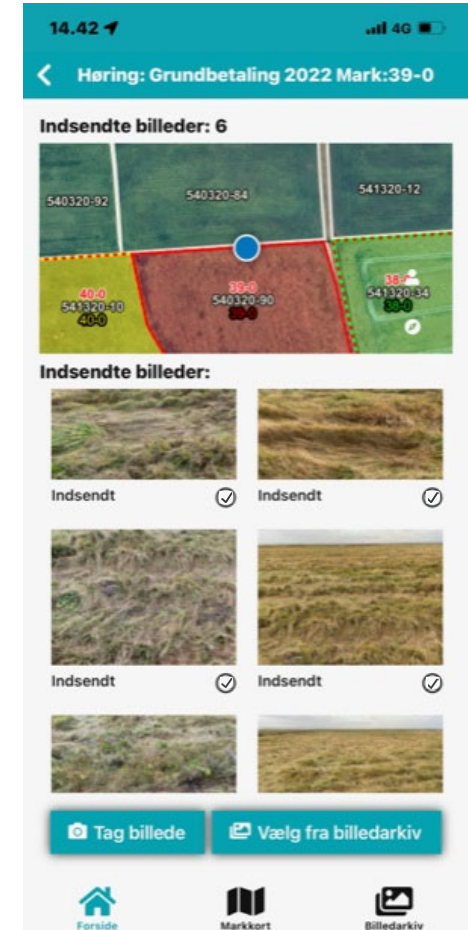 14.42
4G
Høring: Grundbetaling 2022 Mark:39-0
Indsendte billeder: 6
540320-92
540320-84
541320-12
40-0
541320-10
40-0
39-0
540320-90
39-0
541320-34
38-0
Indsendte billeder:
Indsendt
Indsendt
Indsendt
Indsendt
Tag billede
Vælg fra billedarkiv
Forside
Markkort
Billedarkiv